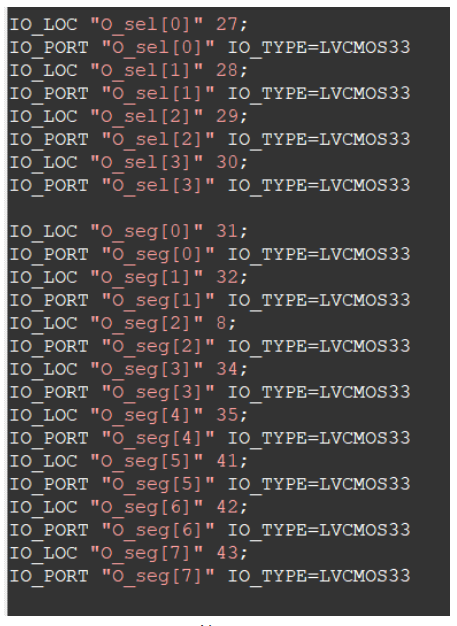 IO_LOC "O_sel[0]" 27;
IO_PORT "O_sel[0]" IO_TYPE=LVCMOS33
IO_LOC "O_sel[1]" 28;
IO_PORT "O_sel[1]" IO_TYPE=LVCMOS33
IO_LOC "O_sel[2]" 29;
IO_PORT "O_sel[2]" IO_TYPE=LVCMOS33
IO_LOC "O_sel[3]" 30;
IO_PORT "O_sel[3]" IO_TYPE=LVCMOS33
IO_LOC "O_seg[0]" 31;
IO_PORT "O_seg[0]" IO_TYPE=LVCMOS33
IO_LOC "O_seg[1]" 32;
IO_PORT "O_seg[1]" IO_TYPE=LVCMOS33
IO_LOC "O_seg[2]" 8;
IO_PORT "O_seg[2]" IO_TYPE=LVCMOS33
IO_LOC "O_seg[3]" 34;
IO_PORT "O_seg[3]" IO_TYPE=LVCMOS33
IO_LOC "O_seg[4]" 35;
IO_PORT "O_seg[4]" IO_TYPE=LVCMOS33
IO_LOC "O_seg[5]" 41;
IO_PORT "O_seg[5]" IO_TYPE=LVCMOS33
IO_LOC "O_seg[6]" 42;
IO_PORT "O_seg[6]" IO_TYPE=LVCMOS33
IO_LOC "O_seg[7]" 43;
IO_PORT "O_seg[7]" IO_TYPE=LVCMOS33